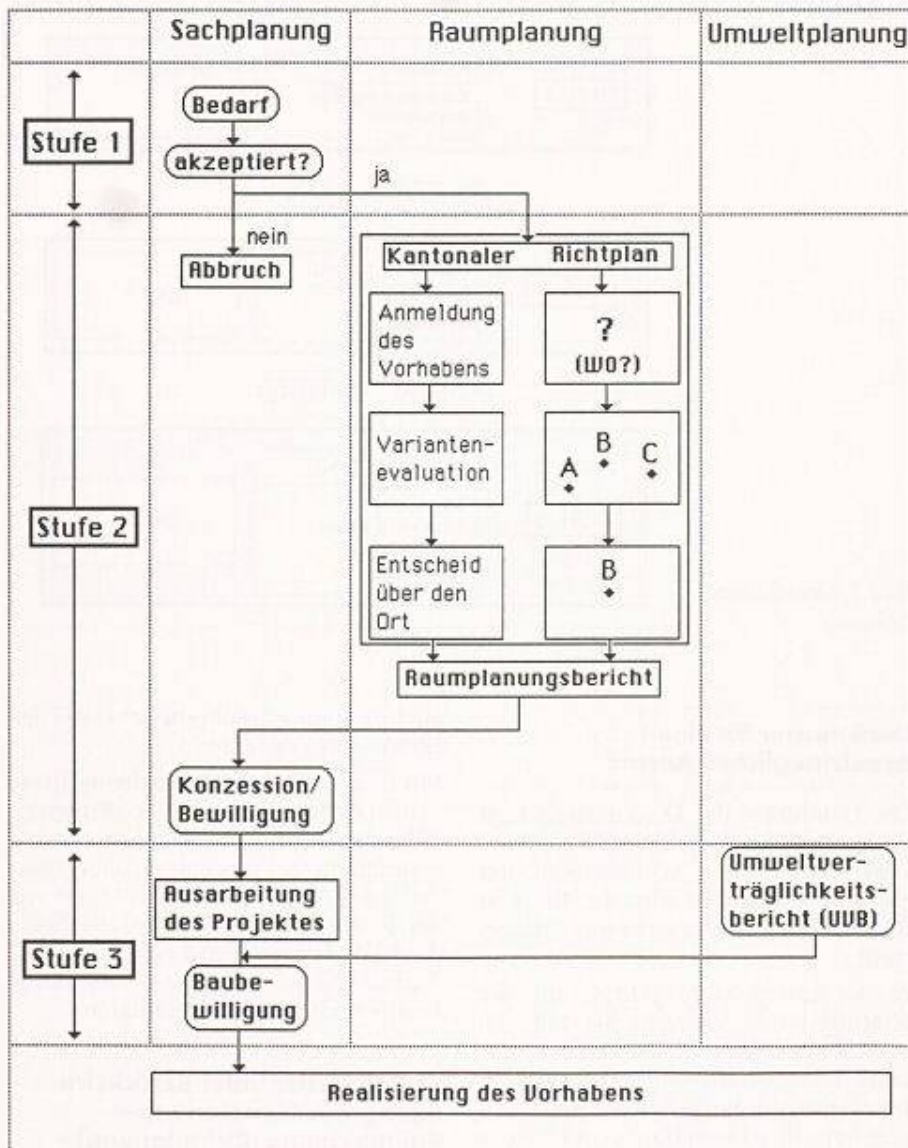 Sachplanung Raumplanung Umweltplanung
Stufe 1
Bedarf
akzeptiert?
ja
nein
Abbruch
Stufe 2
Kantonaler Richtplan
Anmeldung
des
Vorhabens
?
(WO?)
Varianten-
evaluation
A B C
Entscheid
über den
Ort
B
Raumplanungsbericht
Konzession/
Bewilligung
Stufe 3
Ausarbeitung
des Projektes
Umweltver-
träglichkeits-
bericht (UVB)
Baube-
willigung
Realisierung des Vorhabens